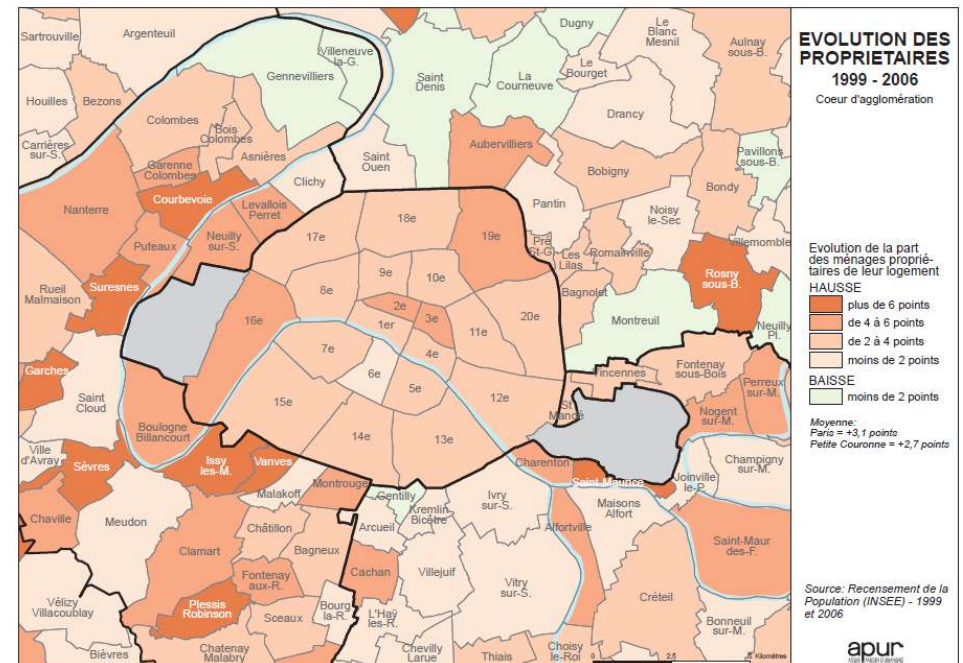 EVOLUTION DES
PROPRIETAIRES
1999 - 2006
Coeur d'agglomération
Evolution de la part
des ménages proprié-
taires de leur logement
HAUSSE
plus de 6 points
de 4 à 6 points
de 2 à 4 points
moins de 2 points
BAISSE
moins de 2 points
Moyenne:
Paris = +3,1 points
Petite Couronne = +2,7 points
Source: Recensement de la
Population (INSEE) - 1999
et 2006
apur
Sartrouville
Argenteuil
Villeneuve
la-G.
Gennevilliers
Saint
Denis
Dugny
La
Courneuve
Le
Bourget
Le
Blanc
Mesnil
Aulnay
sous-B.
Houilles
Bezons
Carrières
sur-S.
Colombes
Bois
Colombes
Asnières
Garenne
Colombes
Clichy
Saint
Ouen
Aubervilliers
Drancy
Bobigny
Pavillons
sous-B.
Bondy
Nanterre
Courbevoie
Levallois
Perret
Puteaux
Neuilly
sur-S.
Pantin
Pré
St-G.
Les
Lilas
Romainville
Noisy
le-Sec
Villemomble
Rueil
Malmaison
Suresnes
17e
18e
19e
9e
10e
8e
2e
3e
1er
16e
11e
20e
7e
4e
6e
5e
15e
12e
14e
13e
Bagnolet
Montreuil
Rosny
sous-B.
Neuilly
Pl.
Garches
Saint
Cloud
Boulogne
Billancourt
Vincennes
St
Mandé
Fontenay
sous-Bois
Perreux
sur-M.
Nogent
sur-M.
Ville
d'Avray
Sèvres
Issy
les-M.
Vanves
Malakoff
Montrouge
Gentilly
Kremlin
Bicêtre
Ivry
sur-S.
Charenton
Saint-Maurice
Joinville
le-P.
Champigny
sur-M.
Chaville
Meudon
Clamart
Châtillon
Bagneux
Arcueil
Cachan
Villejuif
Vitry
sur-S.
Alfortville
Maisons
Alfort
Saint-Maur
des-F.
Vélizy
Villacoublay
Plessis
Robinson
Fontenay
aux-R.
Sceaux
Bourg
la-R.
L'Haÿ
les-R.
Créteil
Bonneuil
sur-M.
Bièvres
Chatenay
Malabry
Chevilly
Larue
Thiais
Choisy
le-Roi
0
2,5
5 Kilomètres